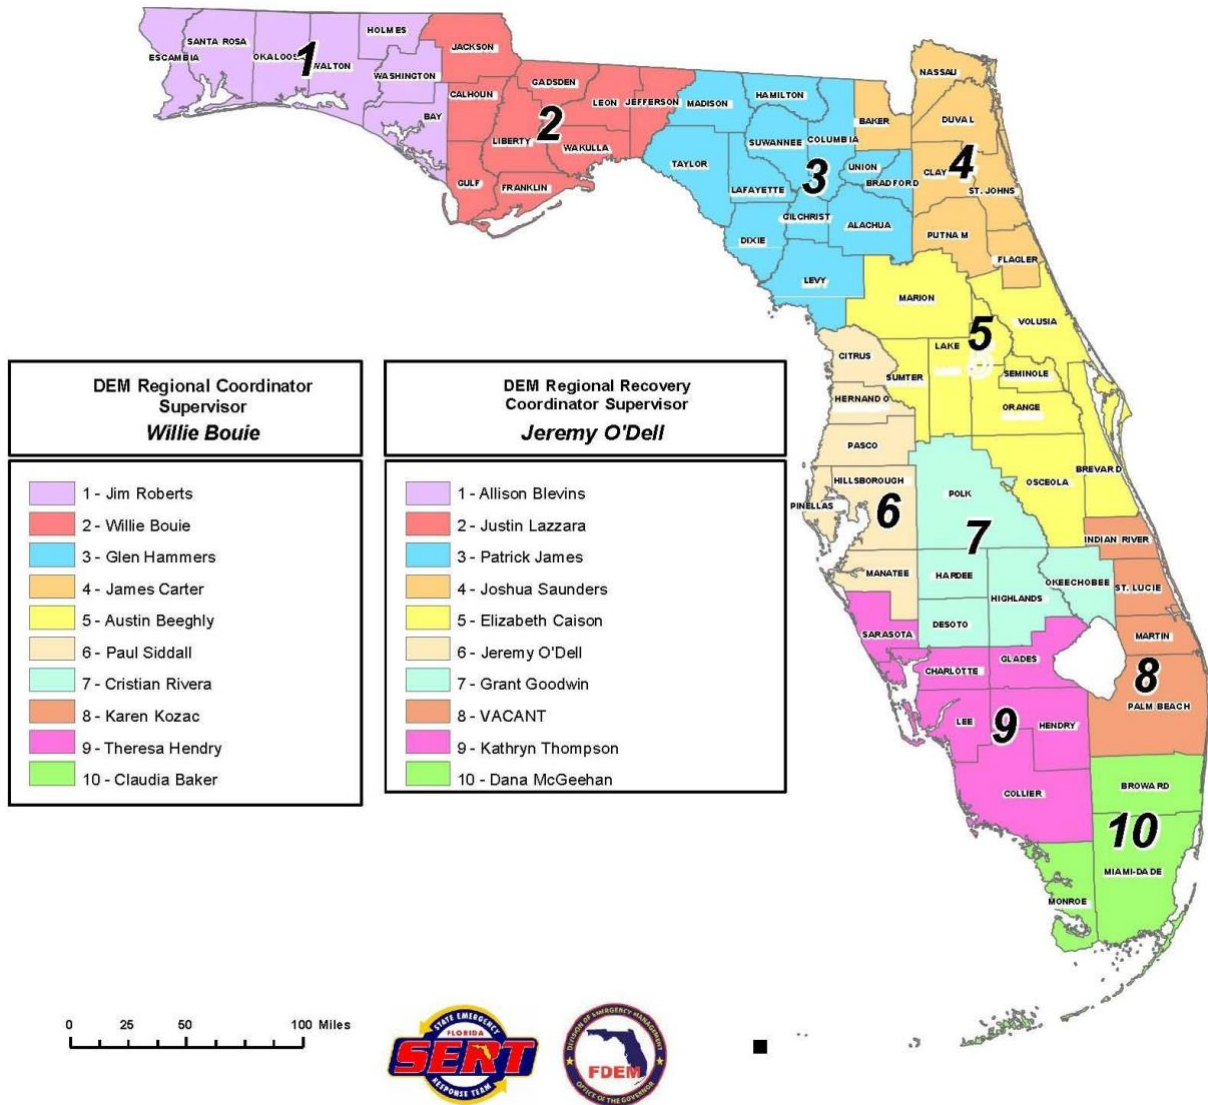 HOLMES
SANTA ROSA
JACKSON
ESCAMBIA
OKALOOS
WALTON
1
WASHINGTON
BAY
CALHOUN
GADSDEN
LEON
JEFFERSON
2
LIBERTY
WAKULLA
GULF
FRANKLIN
MADISON
HAMILTON
SUWANNEE
COLUMBIA
TAYLOR
LAFAYETTE
3
UNION
BRADFORD
GILCHRIST
ALACHUA
DIXIE
LEVY
NASSAU
BAKER
DUVAL
CLAY
4
ST. JOHNS
PUTNAM
FLAGLER
MARION
5
VOLUSIA
LAKE
SUMTER
SEMINOLE
ORANGE
OSCEOLA
BREVARD
CITRUS
HERNANDO
PASCO
HILLSBOROUGH
PINELLAS
6
MANATEE
POLK
7
HARDEE
HIGHLANDS
OKEECHOBEE
DESOTO
INDIAN RIVER
ST. LUCIE
MARTIN
8
PALM BEACH
SARASOTA
CHARLOTTE
GLADES
LEE
9
HENDRY
COLLIER
BROWARD
10
MIAMI-DADE
MONROE
DEM Regional Coordinator
Supervisor
Willie Bouie
1 - Jim Roberts
2 - Willie Bouie
3 - Glen Hammers
4 - James Carter
5 - Austin Beeghly
6 - Paul Siddall
7 - Cristian Rivera
8 - Karen Kozac
9 - Theresa Hendry
10 - Claudia Baker
DEM Regional Recovery
Coordinator Supervisor
Jeremy O'Dell
1 - Allison Blevins
2 - Justin Lazzara
3 - Patrick James
4 - Joshua Saunders
5 - Elizabeth Caison
6 - Jeremy O'Dell
7 - Grant Goodwin
8 - VACANT
9 - Kathryn Thompson
10 - Dana McGeehan
0 25 50 100 Miles
STATE EMERGENCY
FLORIDA
SERT
RESPONSE TEAM
DIVISION OF EMERGENCY MANAGEMENT
FDEM
OFFICE OF THE GOVERNOR